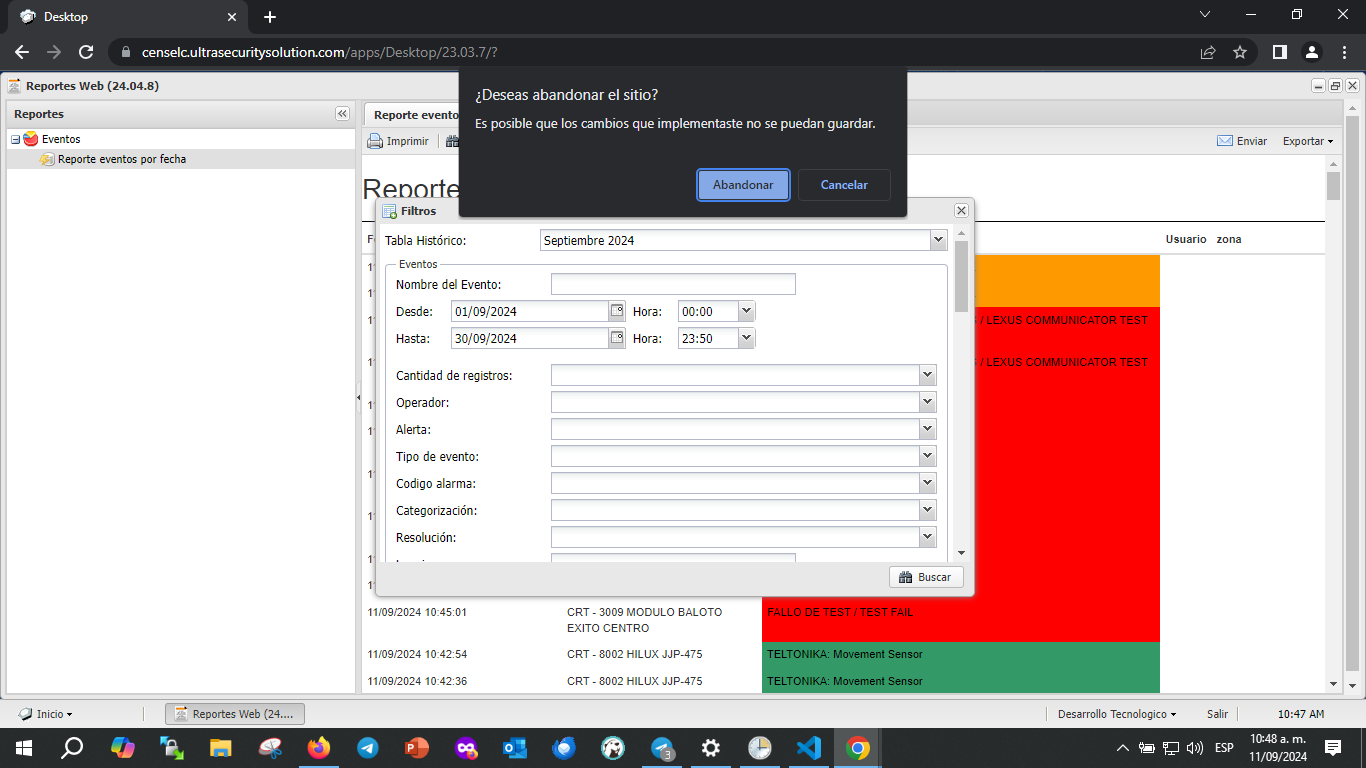 Desktop
censelc.ultrasecuritysolution.com/apps/Desktop/23.03.7/?
¿Deseas abandonar el sitio?
Es posible que los cambios que implementaste no se puedan guardar.
Abandonar Cancelar
Reportes Web (24.04.8)
Reportes
Eventos
Reporte eventos por fecha
Reporte evento
Imprimir Enviar Exportar
Reporte
Usuario zona
Filtros
Tabla Histórico: Septiembre 2024
Eventos
Nombre del Evento:
Desde: 01/09/2024 Hora: 00:00
Hasta: 30/09/2024 Hora: 23:50
Cantidad de registros:
Operador:
Alerta:
Tipo de evento:
Codigo alarma:
Categorización:
Resolución:
Buscar
/ LEXUS COMMUNICATOR TEST
/ LEXUS COMMUNICATOR TEST
11/09/2024 10:45:01 CRT - 3009 MODULO BALOTO EXITO CENTRO FALLO DE TEST / TEST FAIL
11/09/2024 10:42:54 CRT - 8002 HILUX JJP-475 TELTONIKA: Movement Sensor
11/09/2024 10:42:36 CRT - 8002 HILUX JJP-475 TELTONIKA: Movement Sensor
Inicio Reportes Web (24.... Desarrollo Tecnologico Salir 10:47 AM
3
ESP
10:48 a. m.
11/09/2024